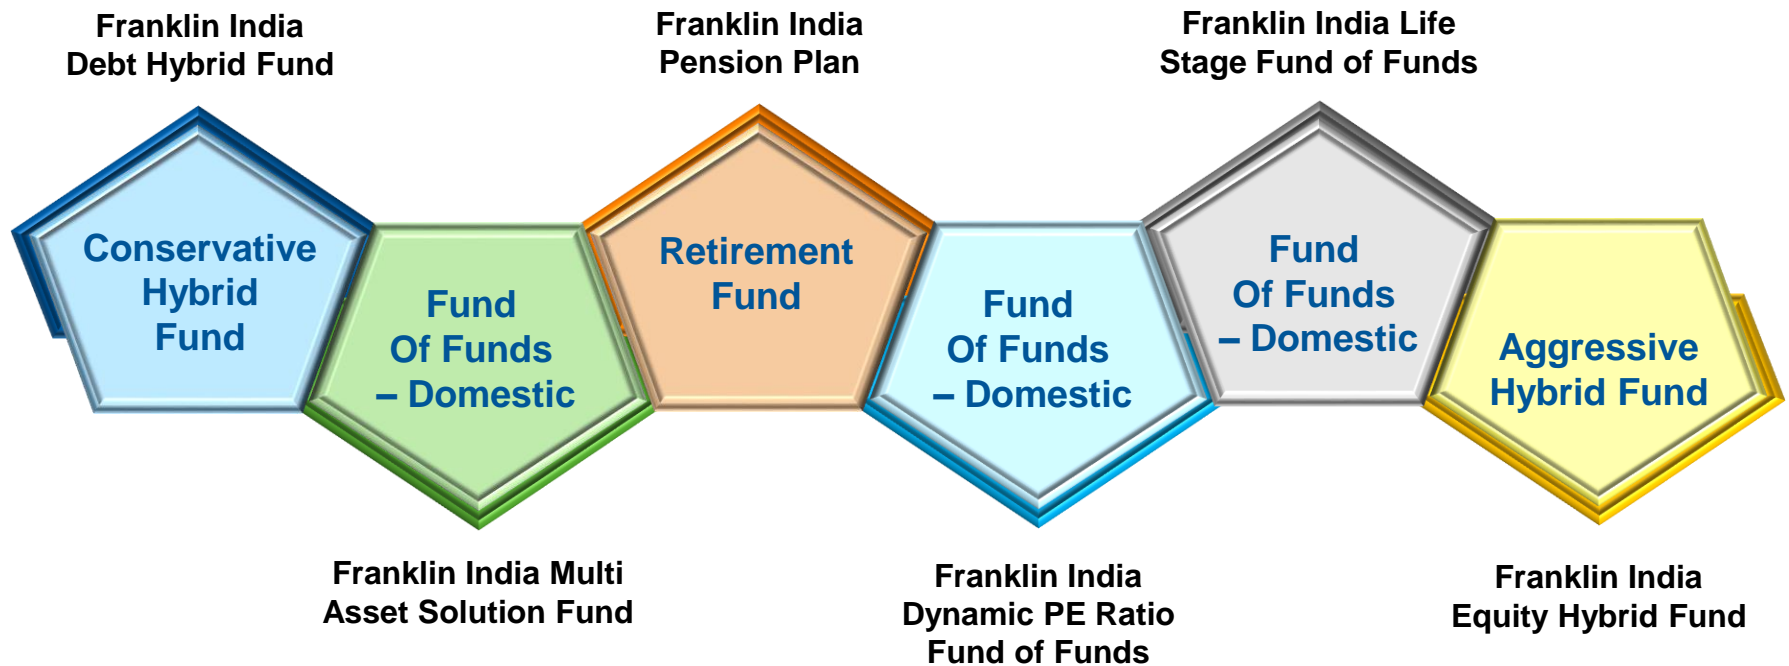 Franklin India
Debt Hybrid Fund
Franklin India
Pension Plan
Franklin India Life
Stage Fund of Funds
Conservative
Hybrid
Fund
Fund
Of Funds
– Domestic
Retirement
Fund
Fund
Of Funds
– Domestic
Fund
Of Funds
– Domestic
Aggressive
Hybrid Fund
Franklin India Multi
Asset Solution Fund
Franklin India
Dynamic PE Ratio
Fund of Funds
Franklin India
Equity Hybrid Fund